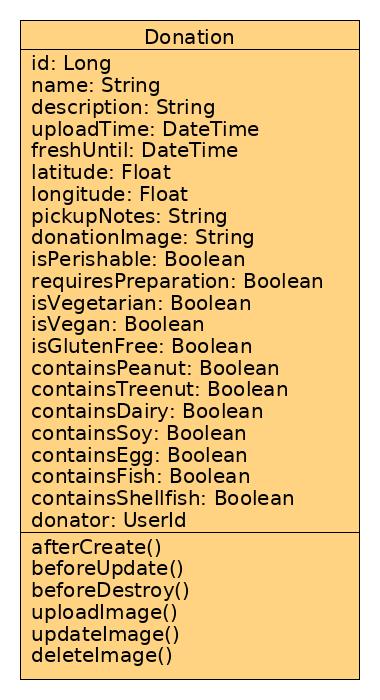 Donation
id: Long
name: String
description: String
uploadTime: DateTime
freshUntil: DateTime
latitude: Float
longitude: Float
pickupNotes: String
donationImage: String
isPerishable: Boolean
requiresPreparation: Boolean
isVegetarian: Boolean
isVegan: Boolean
isGlutenFree: Boolean
containsPeanut: Boolean
containsTreenut: Boolean
containsDairy: Boolean
containsSoy: Boolean
containsEgg: Boolean
containsFish: Boolean
containsShellfish: Boolean
donator: UserId
afterCreate()
beforeUpdate()
beforeDestroy()
uploadImage()
updateImage()
deleteImage()